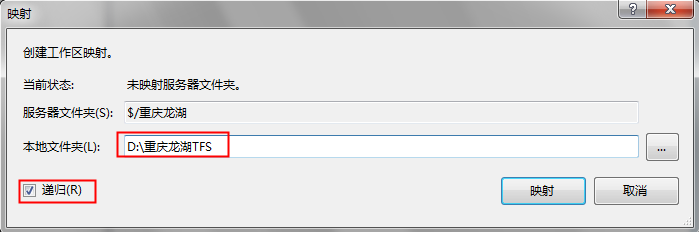 映射
创建工作区映射。
当前状态: 未映射服务器文件夹。
服务器文件夹(S): $/重庆龙湖
本地文件夹(L): D:\重庆龙湖TFS ...
递归(R) 映射 取消